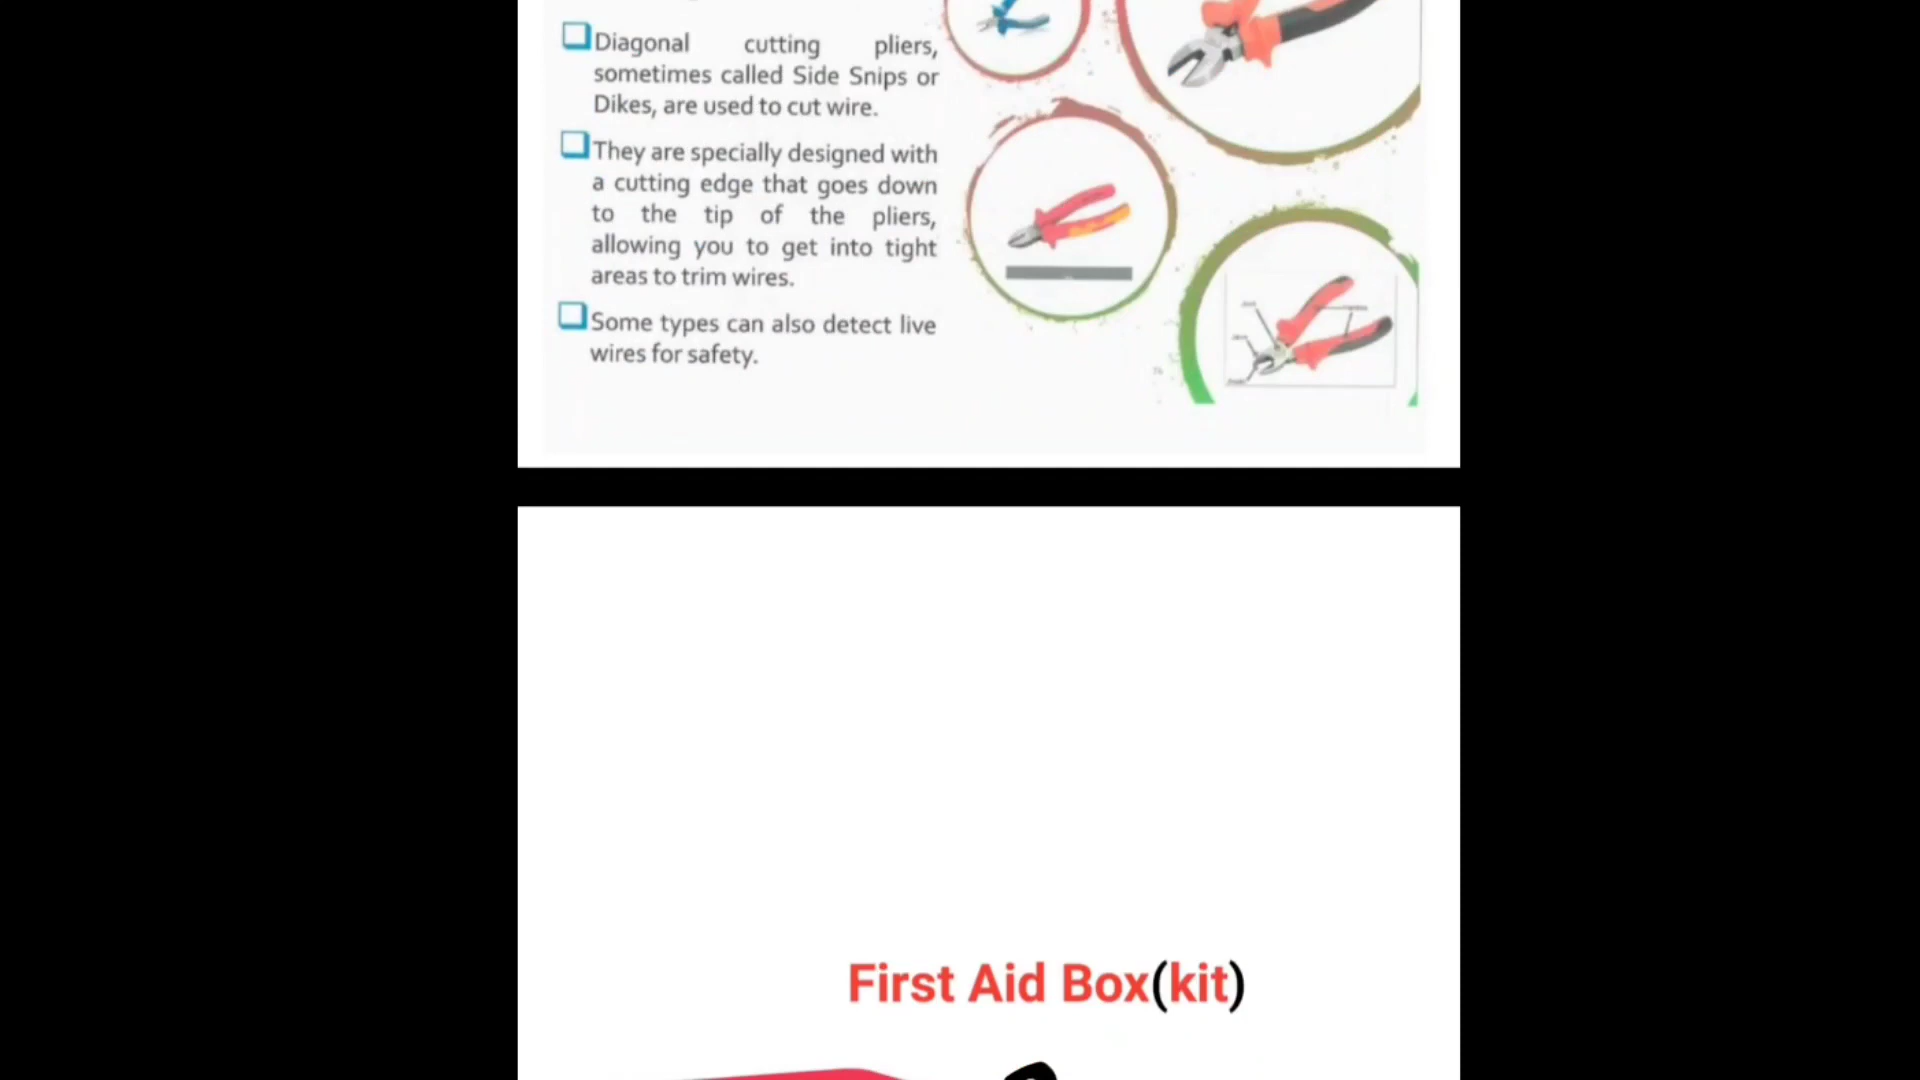 Diagonal cutting pliers,
sometimes called Side Snips or
Dikes, are used to cut wire.
They are specially designed with
a cutting edge that goes down
to the tip of the pliers,
allowing you to get into tight
areas to trim wires.
Some types can also detect live
wires for safety.
First Aid Box(kit)